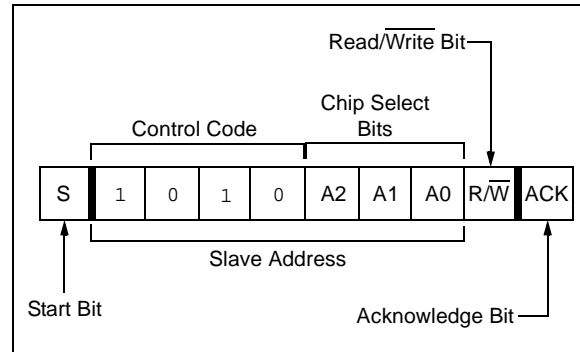 Read/Write Bit
Chip Select
Bits
Control Code
S 1 0 1 0 A2 A1 A0 R/W ACK
Slave Address
Start Bit
Acknowledge Bit